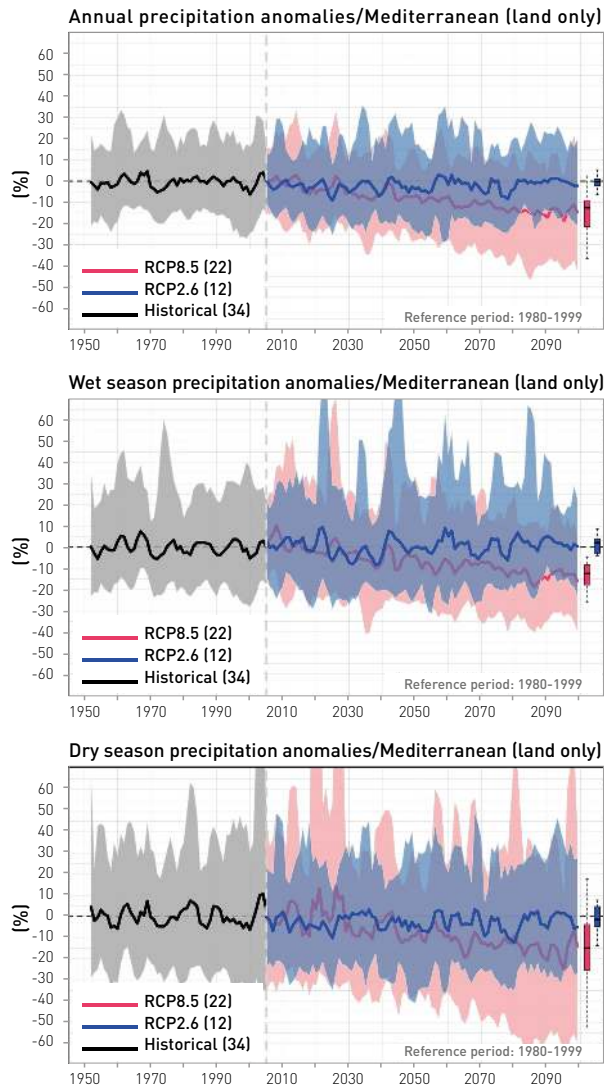 Annual precipitation anomalies/Mediterranean (land only)
60
50
40
30
20
10
0
-10
-20
-30
-40
-50
-60
(%)
RCP8.5 (22)
RCP2.6 (12)
Historical (34)
Reference period: 1980-1999
1950 1970 1990 2010 2030 2050 2070 2090
Wet season precipitation anomalies/Mediterranean (land only)
60
50
40
30
20
10
0
-10
-20
-30
-40
-50
-60
(%)
RCP8.5 (22)
RCP2.6 (12)
Historical (34)
Reference period: 1980-1999
1950 1970 1990 2010 2030 2050 2070 2090
Dry season precipitation anomalies/Mediterranean (land only)
60
50
40
30
20
10
0
-10
-20
-30
-40
-50
-60
(%)
RCP8.5 (22)
RCP2.6 (12)
Historical (34)
Reference period: 1980-1999
1950 1970 1990 2010 2030 2050 2070 2090